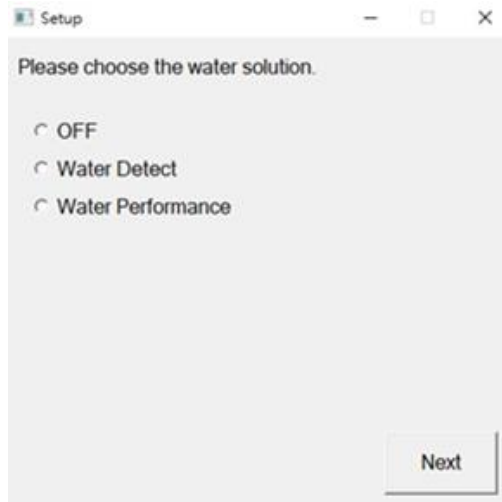 Setup
Please choose the water solution.
OFF
Water Detect
Water Performance
Next